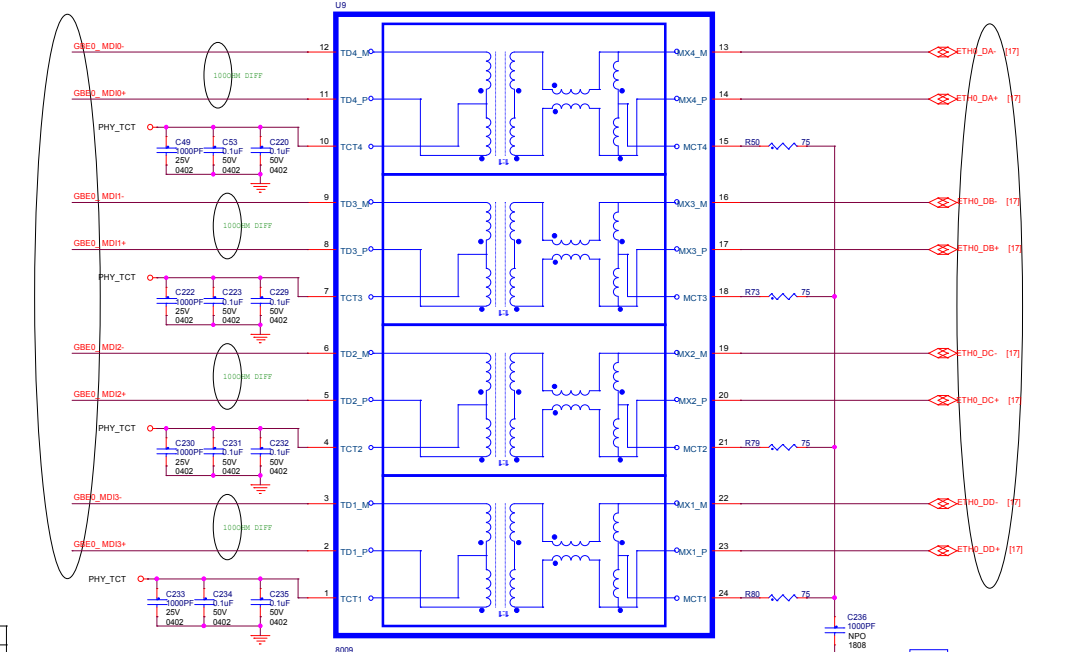 U9
GBE0_MDI0- 12 TD4_M MX4_M 13 ETH0_DA- [17]
100OHM DIFF
GBE0_MDI0+ 11 TD4_P MX4_P 14 ETH0_DA+ [17]
PHY_TCT
C49 C53 C220 10 TCT4 MCT4 15 R50 75
1000PF 0.1uF 0.1uF
25V 50V 50V
0402 0402 0402
1:1
GBE0_MDI1- 9 TD3_M MX3_M 16 ETH0_DB- [17]
100OHM DIFF
GBE0_MDI1+ 8 TD3_P MX3_P 17 ETH0_DB+ [17]
PHY_TCT
C222 C223 C229 7 TCT3 MCT3 18 R73 75
1000PF 0.1uF 0.1uF
25V 50V 50V
0402 0402 0402
1:1
GBE0_MDI2- 6 TD2_M MX2_M 19 ETH0_DC- [17]
100OHM DIFF
GBE0_MDI2+ 5 TD2_P MX2_P 20 ETH0_DC+ [17]
PHY_TCT
C230 C231 C232 4 TCT2 MCT2 21 R79 75
1000PF 0.1uF 0.1uF
25V 50V 50V
0402 0402 0402
1:1
GBE0_MDI3- 3 TD1_M MX1_M 22 ETH0_DD- [17]
100OHM DIFF
GBE0_MDI3+ 2 TD1_P MX1_P 23 ETH0_DD+ [17]
PHY_TCT
C233 C234 C235 1 TCT1 MCT1 24 R80 75
1000PF 0.1uF 0.1uF
25V 50V 50V
0402 0402 0402
1:1
C236
1000PF
NPO
1808
8009